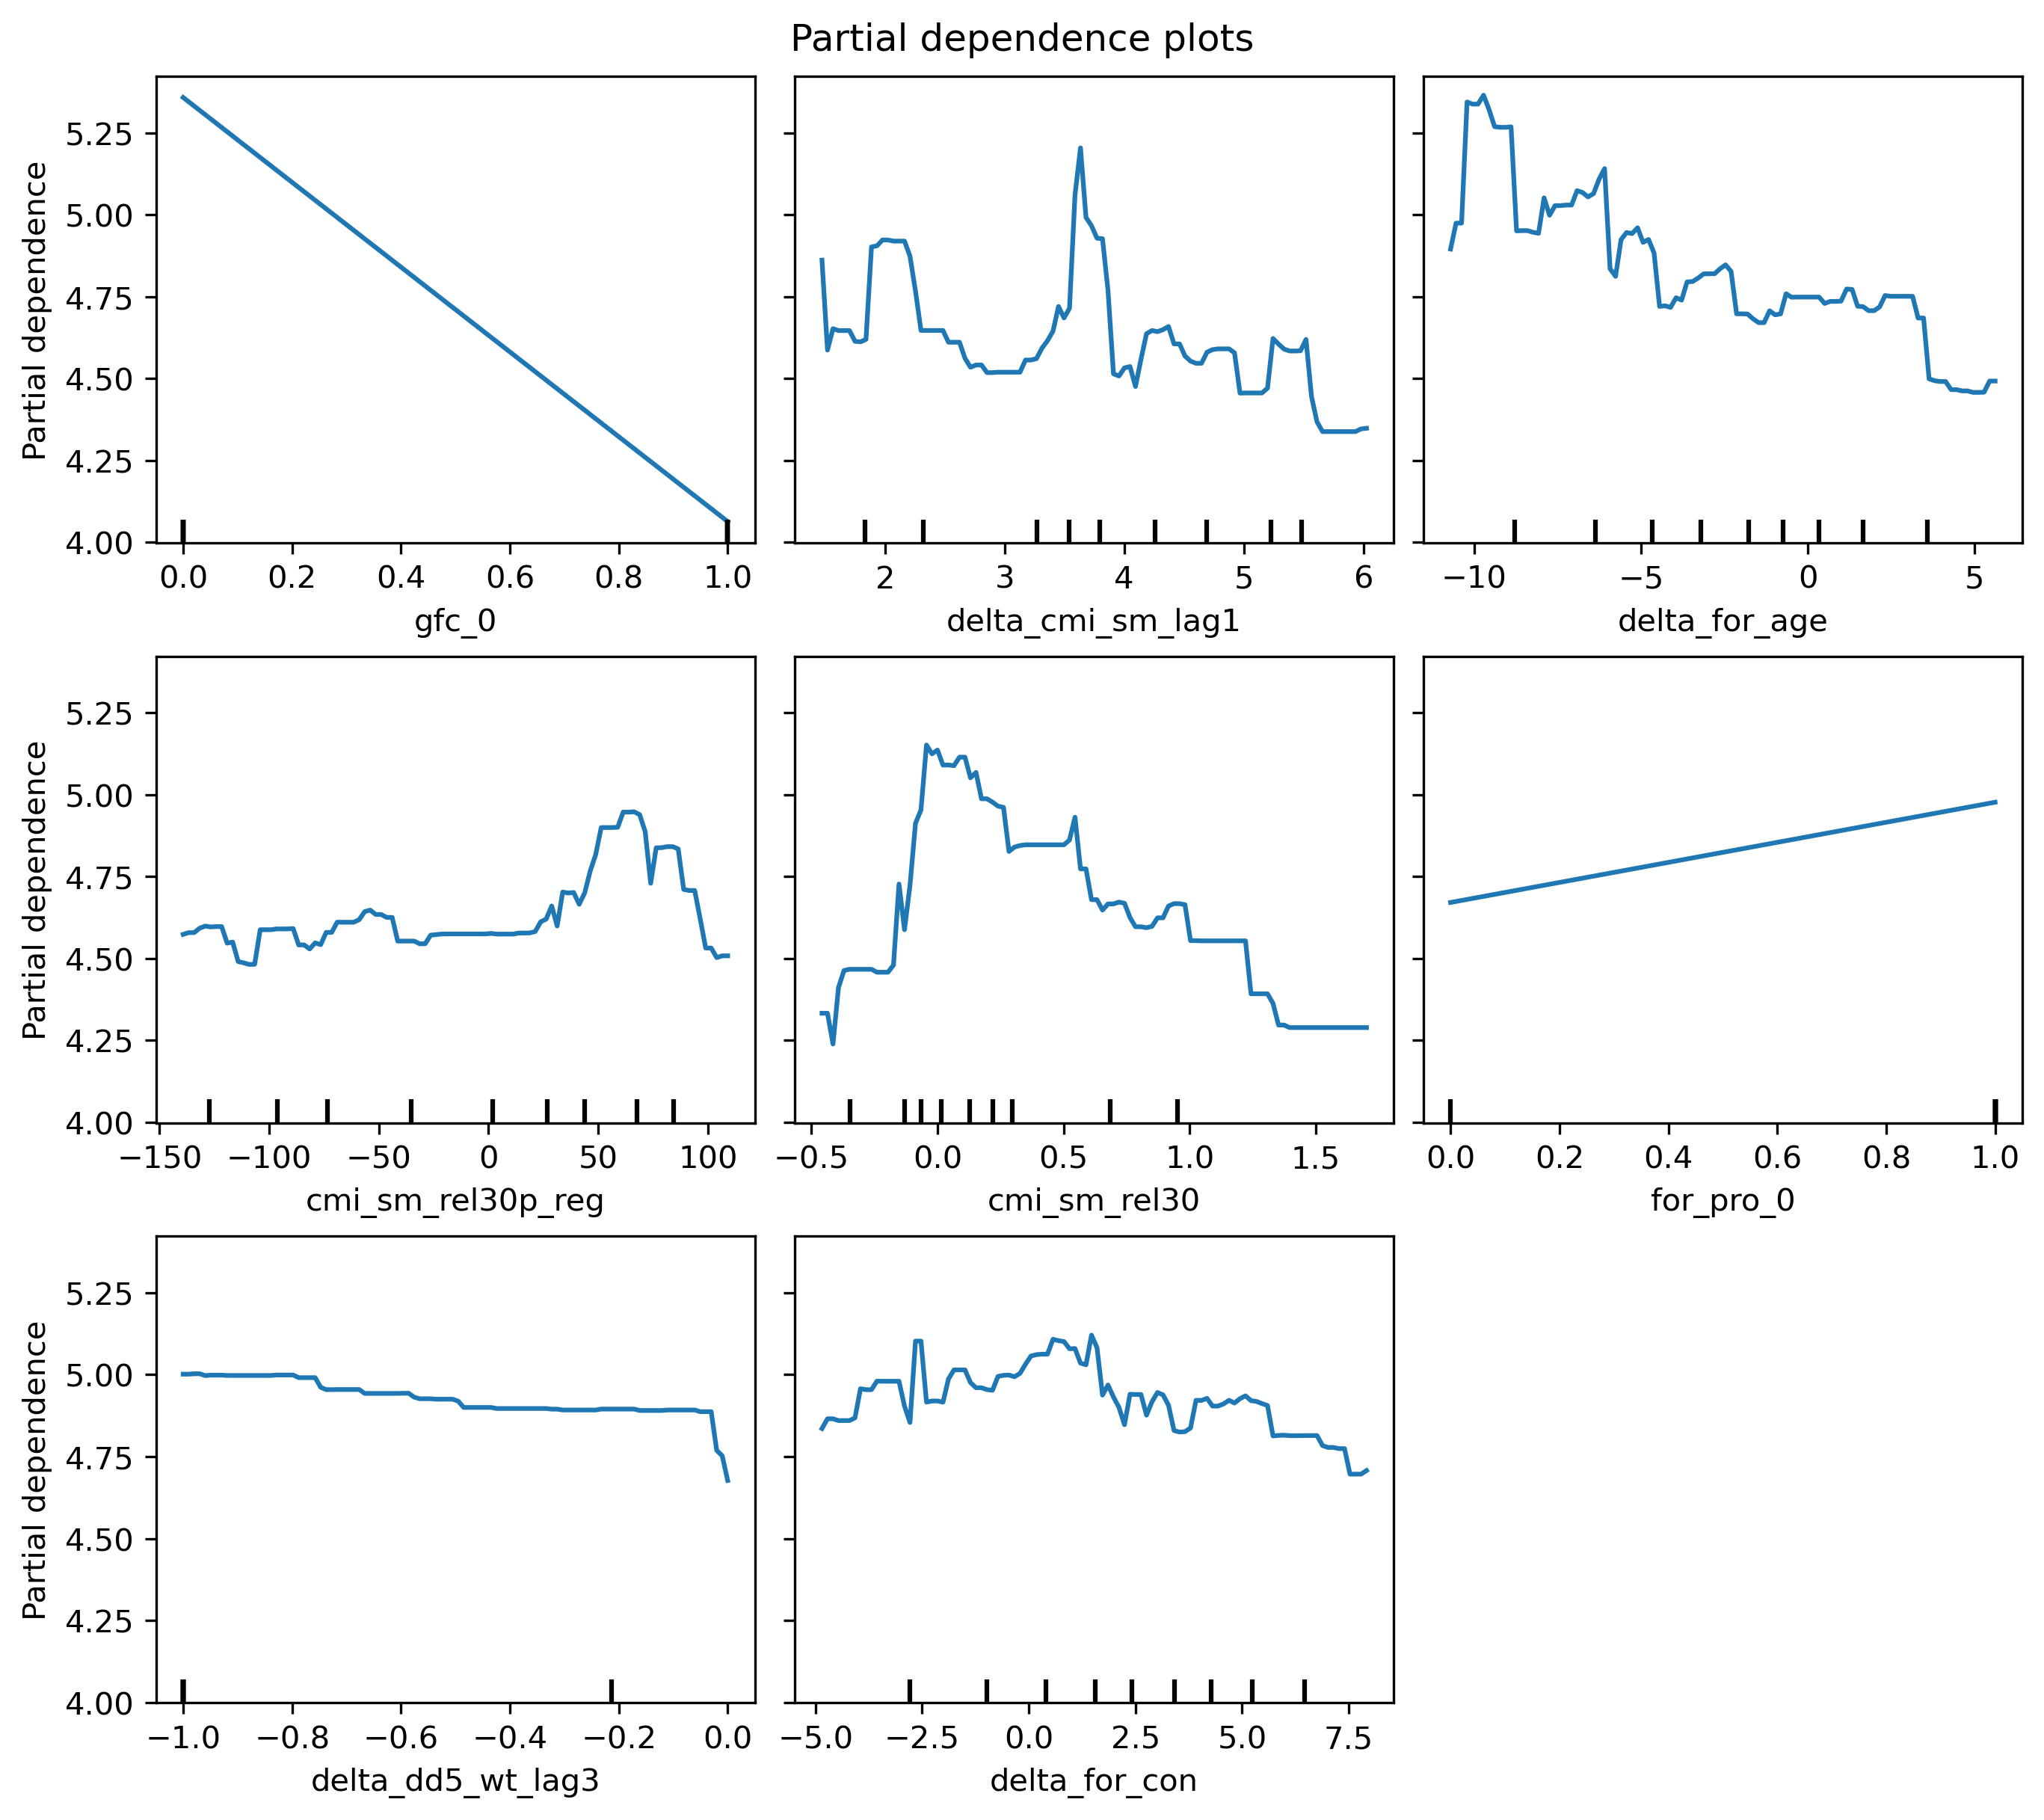 Partial dependence plots
Partial dependence
5.25
5.00
4.75
4.50
4.25
4.00
0.0 0.2 0.4 0.6 0.8 1.0
gfc_0
2 3 4 5 6
delta_cmi_sm_lag1
−10 −5 0 5
delta_for_age
Partial dependence
5.25
5.00
4.75
4.50
4.25
4.00
−150 −100 −50 0 50 100
cmi_sm_rel30p_reg
−0.5 0.0 0.5 1.0 1.5
cmi_sm_rel30
0.0 0.2 0.4 0.6 0.8 1.0
for_pro_0
Partial dependence
5.25
5.00
4.75
4.50
4.25
4.00
−1.0 −0.8 −0.6 −0.4 −0.2 0.0
delta_dd5_wt_lag3
−5.0 −2.5 0.0 2.5 5.0 7.5
delta_for_con